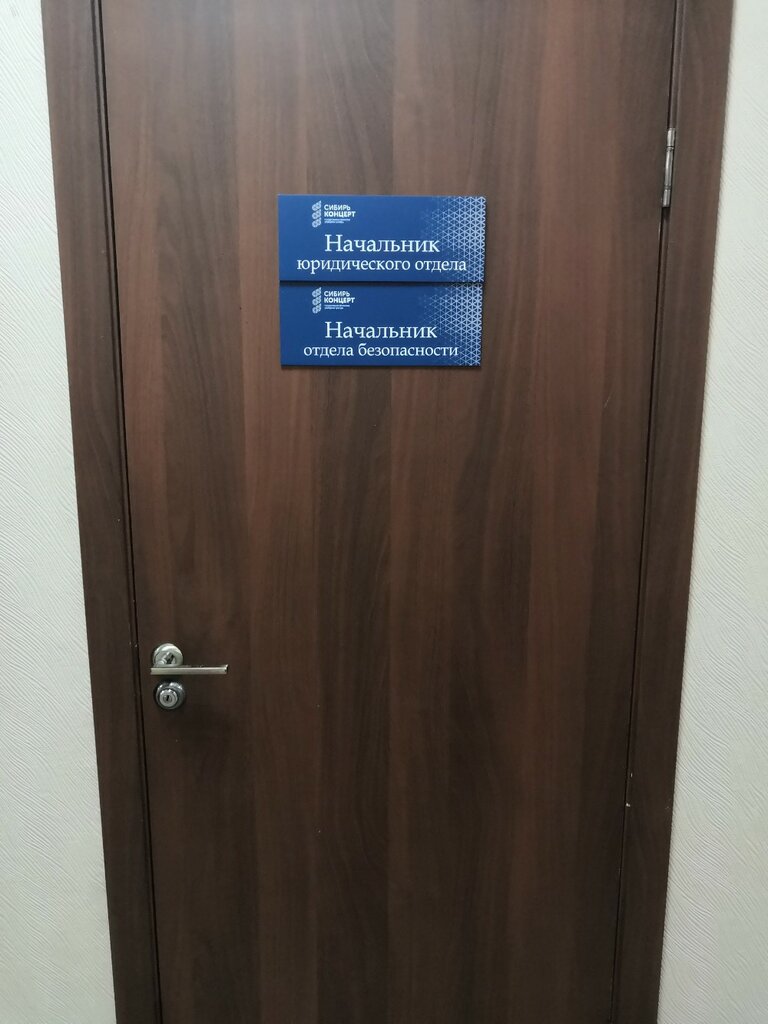 СИБИРЬ
КОНЦЕРТ
Начальник
юридического отдела
СИБИРЬ
КОНЦЕРТ
Начальник
отдела безопасности